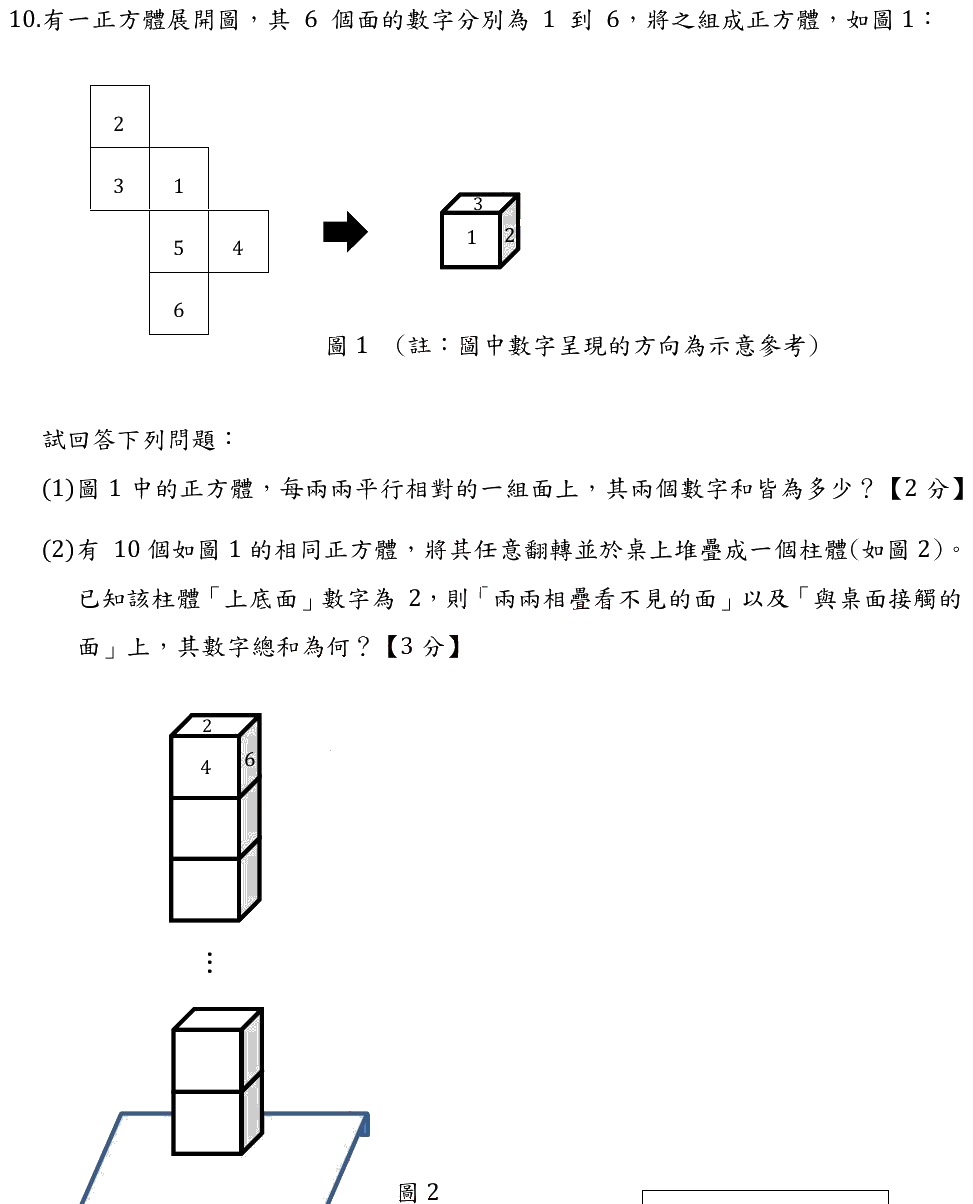 10.有一正方體展開圖，其 6 個面的數字分別為 1 到 6，將之組成正方體，如圖 1：
2
3 1
5 4
6
3
1 2
圖 1 （註：圖中數字呈現的方向為示意參考）
試回答下列問題：
(1)圖 1 中的正方體，每兩兩平行相對的一組面上，其兩個數字和皆為多少？【2 分】
(2)有 10 個如圖 1 的相同正方體，將其任意翻轉並於桌上堆疊成一個柱體(如圖 2)。
已知該柱體「上底面」數字為 2，則「兩兩相疊看不見的面」以及「與桌面接觸的
面」上，其數字總和為何？【3 分】
2
4 6
⋮
圖 2